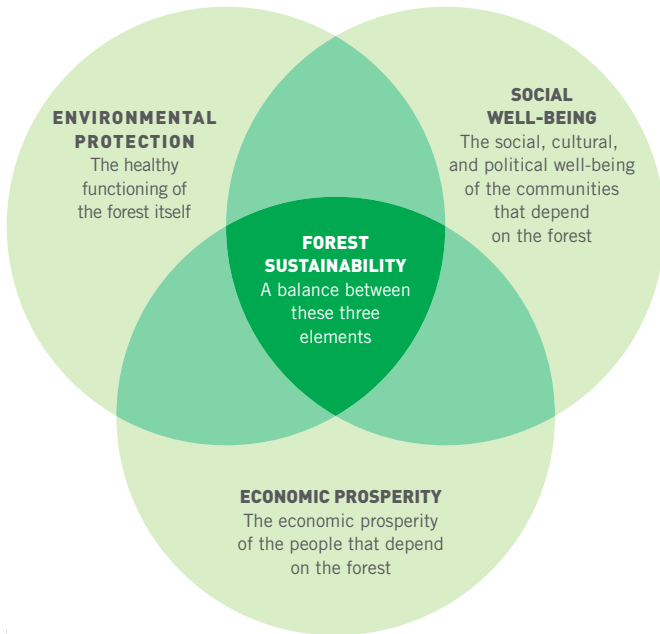 ENVIRONMENTAL
PROTECTION
The healthy
functioning of
the forest itself
SOCIAL
WELL-BEING
The social, cultural,
and political well-being
of the communities
that depend
on the forest
FOREST
SUSTAINABILITY
A balance between
these three
elements
ECONOMIC PROSPERITY
The economic prosperity
of the people that depend
on the forest